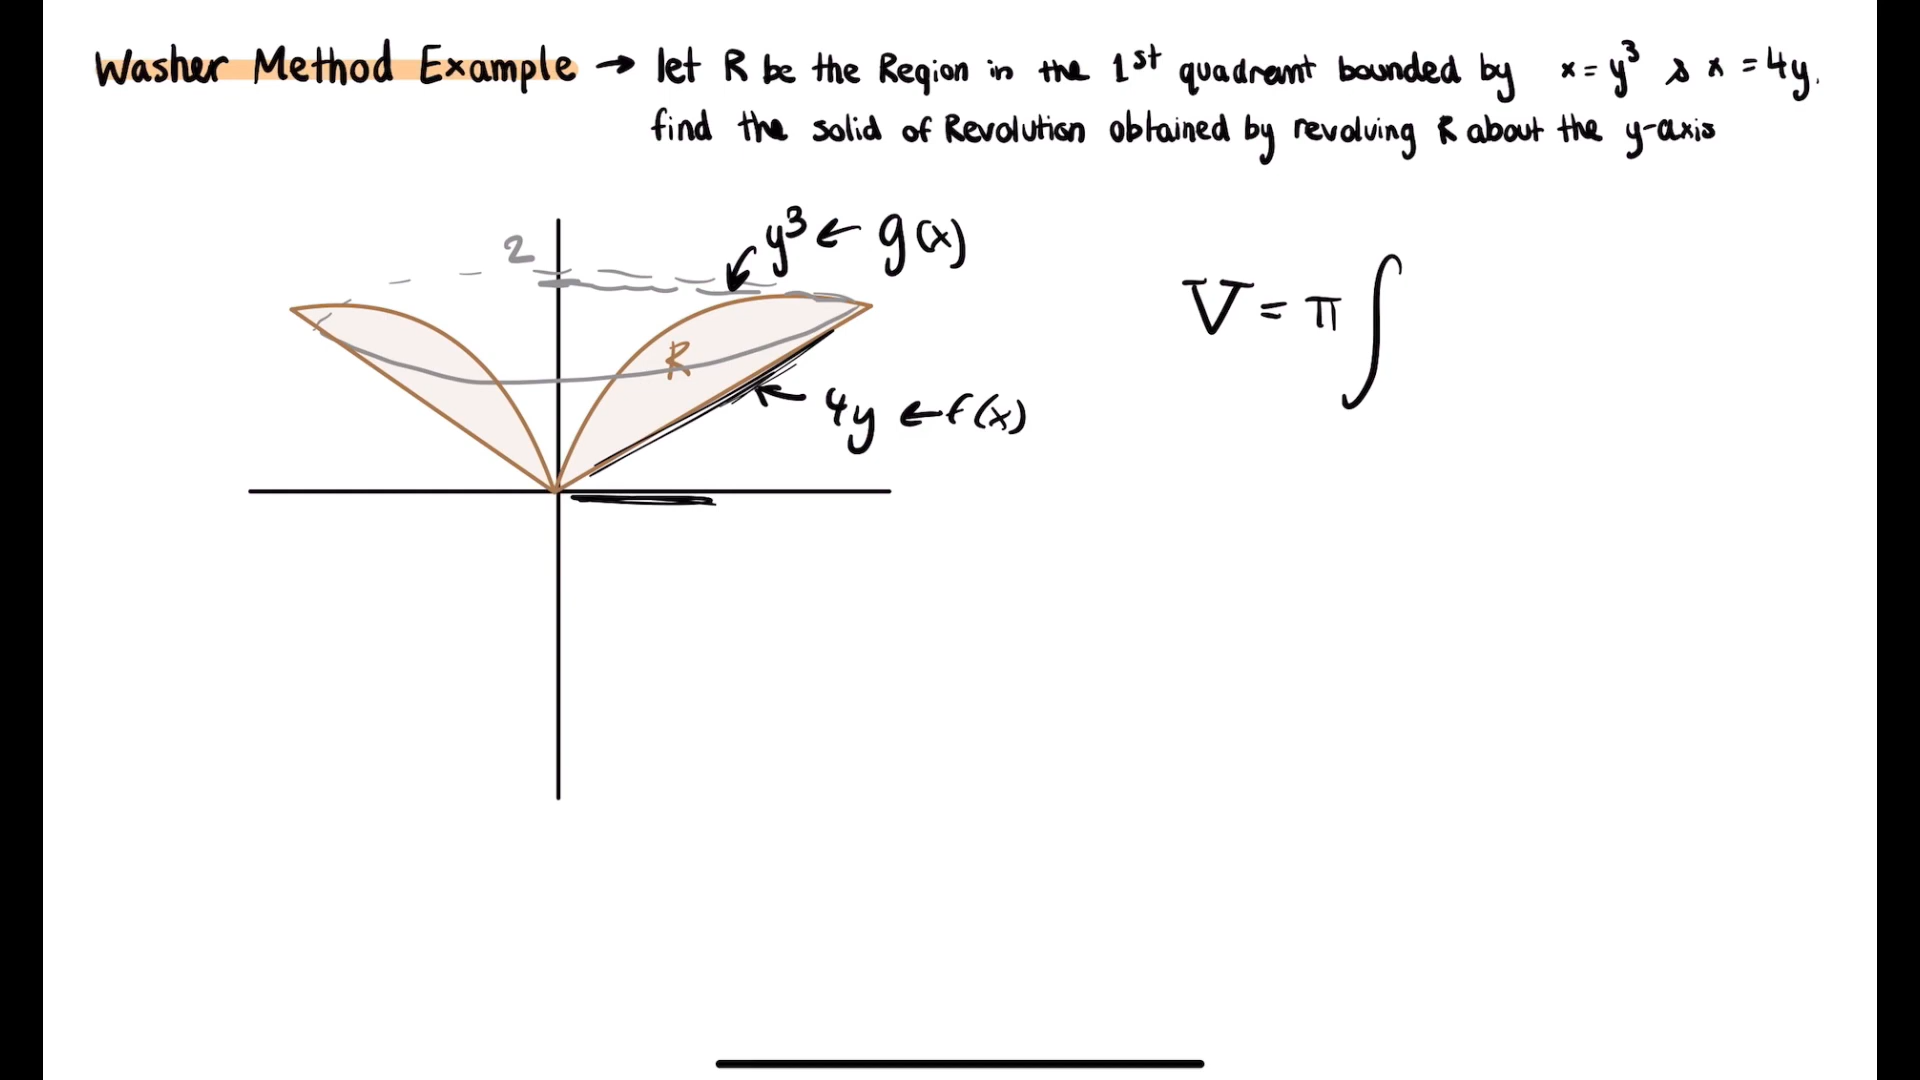 Washer Method Example → let R be the Region in the 1st quadrant bounded by x = y³ & x = 4y.
find the solid of Revolution obtained by revolving R about the y-axis
2
y³ ← g(x)
V = π ∫
R
4y ← f(x)